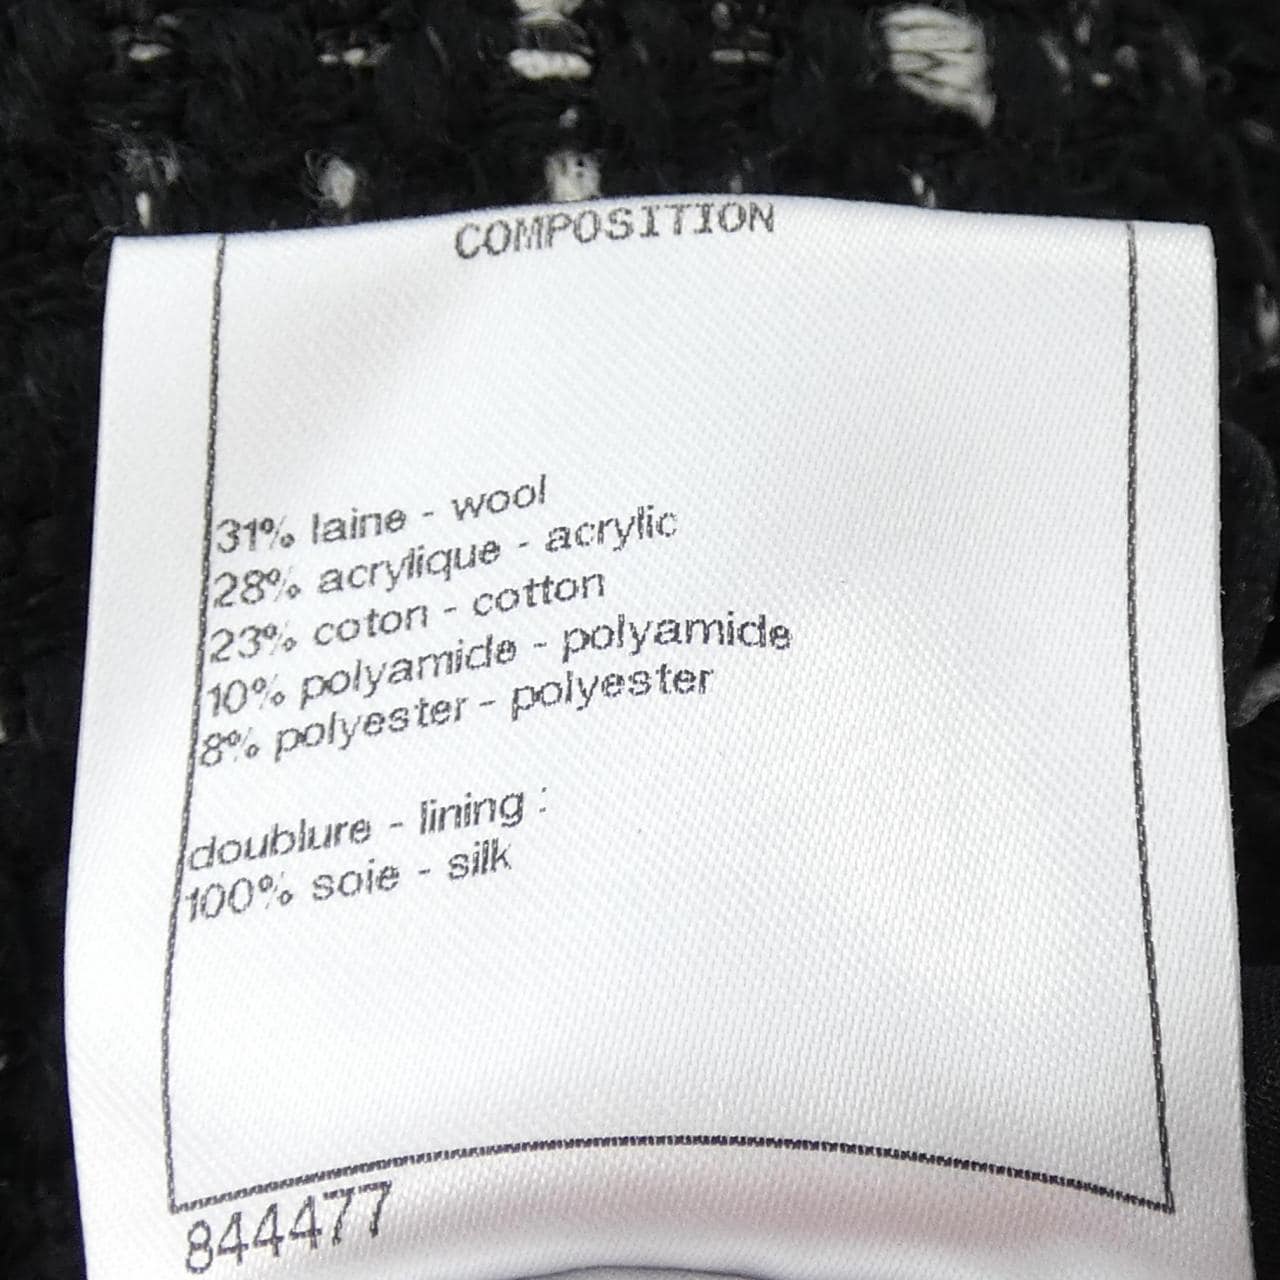 COMPOSITION
31% laine - wool
28% acrylique - acrylic
23% coton - cotton
10% polyamide - polyamide
8% polyester - polyester
doublure - lining :
100% soie - silk
844477